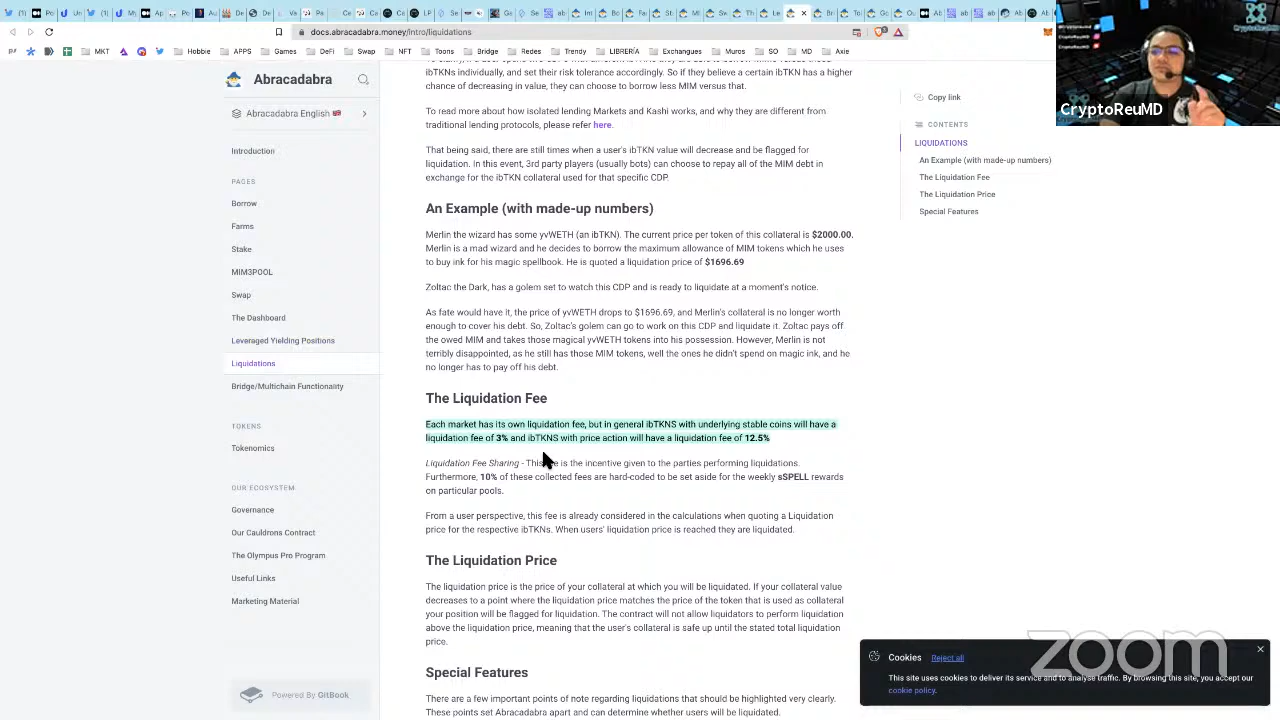 docs.abracadabra.money/intro/liquidations
MKT
Hobbie
APPS
Games
DeFi
Swap
NFT
Toons
Bridge
Redes
Trending
LIBRERÍA
Exchangues
Muros
SO
MD
Axie
CryptoReuMD
Abracadabra
Abracadabra English
Introduction
PAGES
Borrow
Farms
Stake
MIM3POOL
Swap
The Dashboard
Leveraged Yielding Positions
Liquidations
Bridge/Multichain Functionality
TOKENS
Tokenomics
OUR ECOSYSTEM
Governance
Our Cauldrons Contract
The Olympus Pro Program
Useful Links
Marketing Material
Powered By GitBook
ibTKNs individually, and set their risk tolerance accordingly. So if they believe a certain ibTKN has a higher
chance of decreasing in value, they can choose to borrow less MIM versus that.
To learn more about how isolated lending Markets and Kashi works, and why they are different from
traditional lending protocols, please refer here.
That being said, there are still times when a user's ibTKN value will decrease and be flagged for
liquidation. In this event, 3rd party players (usually bots) can choose to repay all of the MIM debt in
exchange for the ibTKN collateral used for that specific CDP.
An Example (with made-up numbers)
Merlin the wizard has some yvWETH (an ibTKN). The current price per token of this collateral is $2000.00.
Merlin is a mad wizard and he decides to borrow the maximum allowance of MIM tokens which he uses
to buy ink for his magic spellbook. He is quoted a liquidation price of $1696.69
Zoltac the Dark, has a golem set to watch this CDP and is ready to liquidate at a moment's notice.
As fate would have it, the price of yvWETH drops to $1696.69, and Merlin's collateral is no longer worth
enough to cover his debt. So, Zoltac's golem can go to work on this CDP and liquidate it. Zoltac pays off
the owed MIM and takes those magical yvWETH tokens into his possession. However, Merlin is not
terribly disappointed, as he still has those MIM tokens, well the ones he didn't spend on magic ink, and he
no longer has to pay off his debt.
The Liquidation Fee
Each market has its own liquidation fee, but in general ibTKNS with underlying stable coins will have a
liquidation fee of 3% and ibTKNS with price action will have a liquidation fee of 12.5%
Liquidation Fee Sharing - This is the incentive given to the parties performing liquidations.
Furthermore, 10% of these collected fees are hard-coded to be set aside for the weekly sSPELL rewards
on particular pools.
From a user perspective, this fee is already considered in the calculations when quoting a Liquidation
price for the respective ibTKNs. When users' liquidation price is reached they are liquidated.
The Liquidation Price
The liquidation price is the price of your collateral at which you will be liquidated. If your collateral value
decreases to a point where the liquidation price matches the price of the token that is used as collateral
your position will be flagged for liquidation. The contract will not allow liquidators to perform liquidation
above the liquidation price, meaning that the user's collateral is safe up until the stated total liquidation
price.
Special Features
There are a few important points of interest regarding liquidations that should be highlighted very clearly.
These points set Abracadabra apart and can determine whether users will be liquidated.
Copy link
CONTENTS
LIQUIDATIONS
An Example (with made-up numbers)
The Liquidation Fee
The Liquidation Price
Special Features
zoom
Cookies Reject all
This site uses cookies to deliver its service and to analyse traffic. By browsing this site, you accept our
cookie policy.